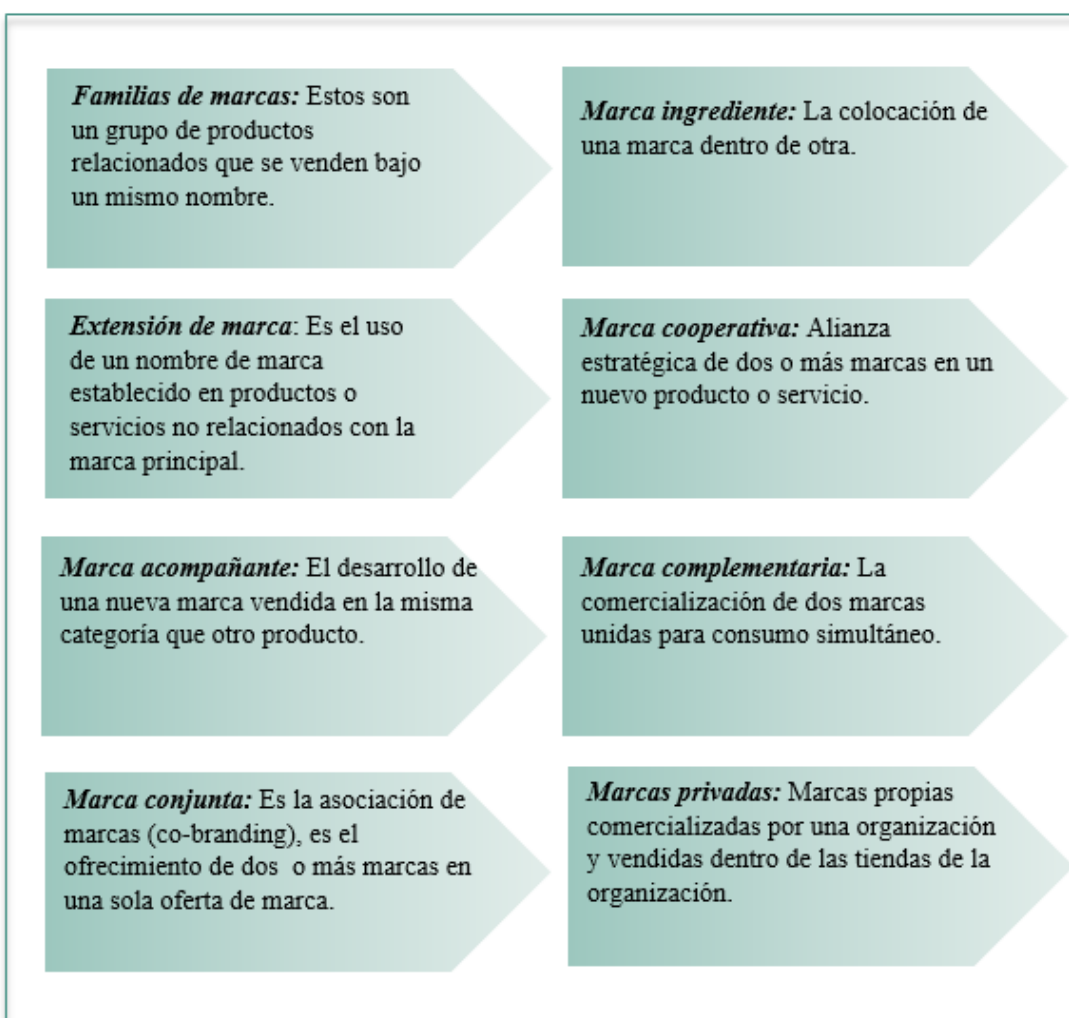 Familias de marcas: Estos son
un grupo de productos
relacionados que se venden bajo
un mismo nombre.
Marca ingrediente: La colocación de
una marca dentro de otra.
Extensión de marca: Es el uso
de un nombre de marca
establecido en productos o
servicios no relacionados con la
marca principal.
Marca cooperativa: Alianza
estratégica de dos o más marcas en un
nuevo producto o servicio.
Marca acompañante: El desarrollo de
una nueva marca vendida en la misma
categoría que otro producto.
Marca complementaria: La
comercialización de dos marcas
unidas para consumo simultáneo.
Marca conjunta: Es la asociación de
marcas (co-branding), es el
ofrecimiento de dos  o más marcas en
una sola oferta de marca.
Marcas privadas: Marcas propias
comercializadas por una organización
y vendidas dentro de las tiendas de la
organización.